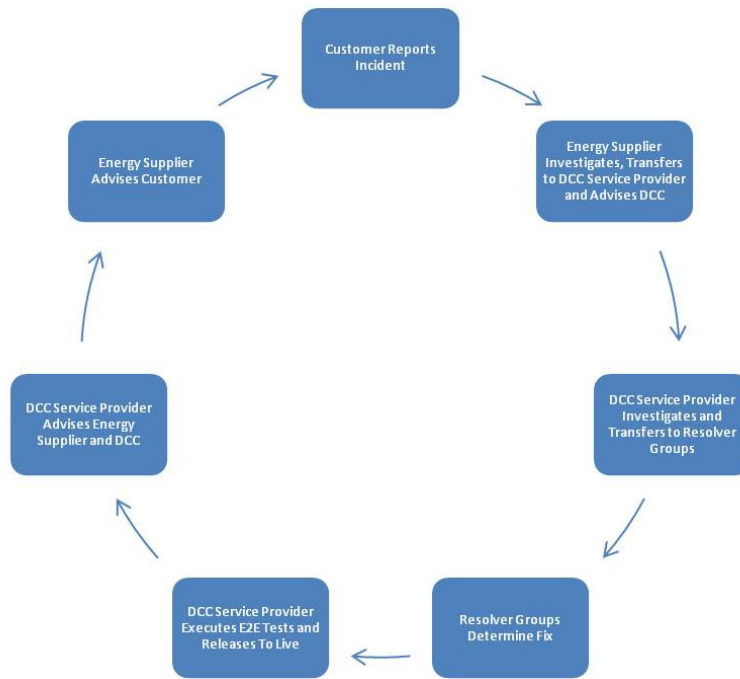 Customer Reports
Incident
Energy Supplier
Investigates, Transfers
to DCC Service Provider
and Advises DCC
DCC Service Provider
Investigates and
Transfers to Resolver
Groups
Resolver Groups
Determine Fix
DCC Service Provider
Executes E2E Tests and
Releases To Live
DCC Service Provider
Advises Energy
Supplier and DCC
Energy Supplier
Advises Customer